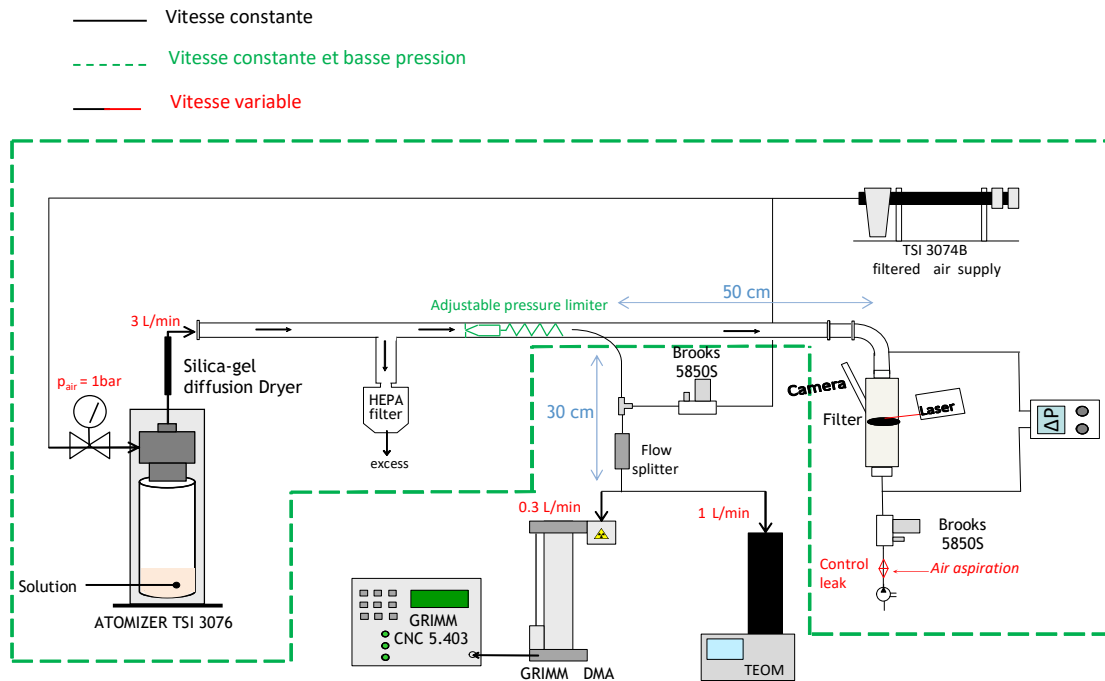 Vitesse constante
Vitesse constante et basse pression
Vitesse variable
TSI 3074B
filtered air supply
50 cm
Adjustable pressure limiter
3 L/min
Silica-gel
diffusion Dryer
Brooks
5850S
Camera
Laser
p_air = 1bar
HEPA
filter
30 cm
Filter
ΔP
excess
Flow
splitter
0.3 L/min
1 L/min
Brooks
5850S
Control
leak
Air aspiration
Solution
GRIMM
CNC 5.403
ATOMIZER TSI 3076
GRIMM DMA
TEOM